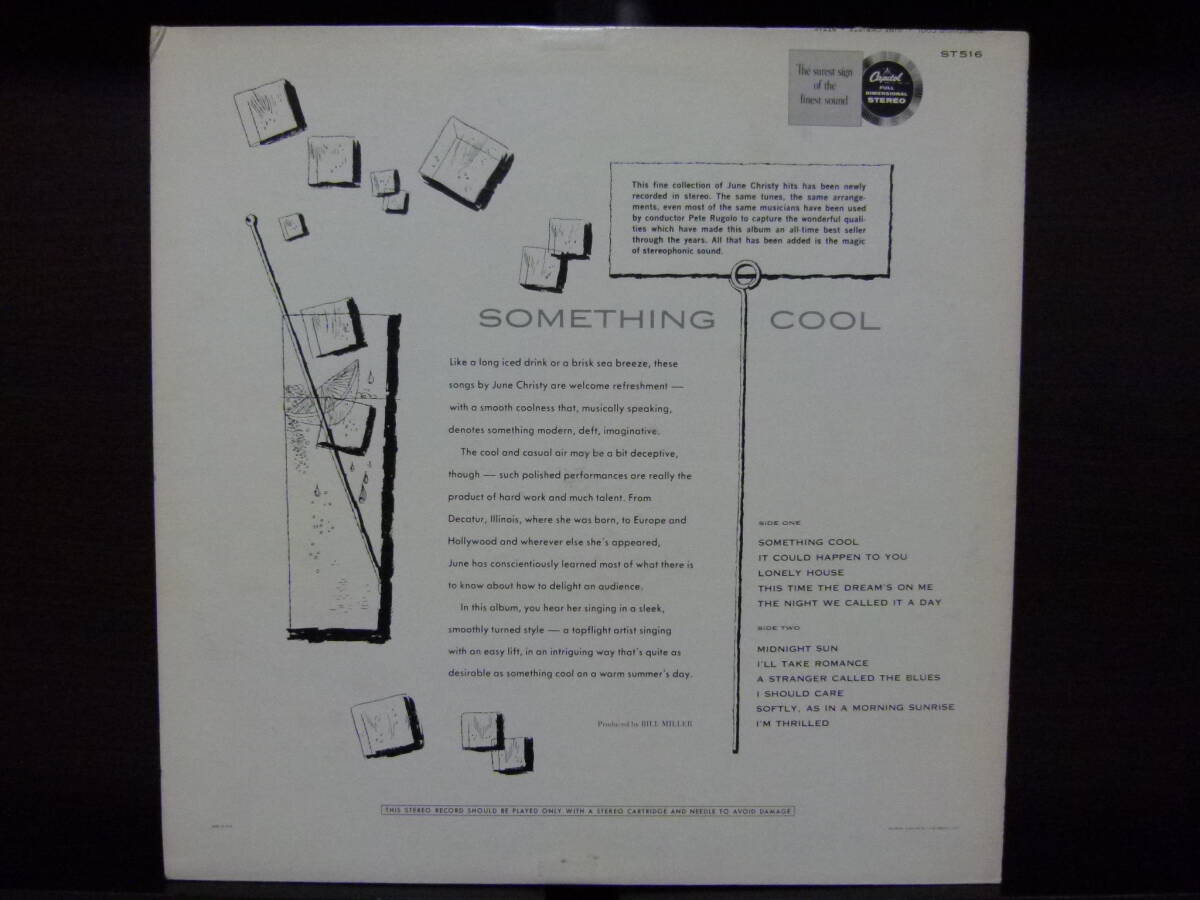 ST516
The surest sign
of the
finest sound
Capitol
FULL
DIMENSIONAL
STEREO
This fine collection of June Christy hits has been newly
recorded in stereo. The same tunes, the same arrange-
ments, even most of the same musicians have been used
by conductor Pete Rugolo to capture the wonderful quali-
ties which have made this album an all-time best seller
through the years. All that has been added is the magic
of stereophonic sound.
SOMETHING COOL
Like a long iced drink or a brisk sea breeze, these
songs by June Christy are welcome refreshment —
with a smooth coolness that, musically speaking,
denotes something modern, deft, imaginative.
The cool and casual air may be a bit deceptive,
though — such polished performances are really the
product of hard work and much talent. From
Decatur, Illinois, where she was born, to Europe and
Hollywood and wherever else she's appeared,
June has conscientiously learned most of what there is
to know about how to delight an audience.
In this album, you hear her singing in a sleek,
smoothly turned style — a topflight artist singing
with an easy lift, in an intriguing way that's quite as
desirable as something cool on a warm summer's day.
Produced by BILL MILLER
SIDE ONE
SOMETHING COOL
IT COULD HAPPEN TO YOU
LONELY HOUSE
THIS TIME THE DREAM'S ON ME
THE NIGHT WE CALLED IT A DAY
SIDE TWO
MIDNIGHT SUN
I'LL TAKE ROMANCE
A STRANGER CALLED THE BLUES
I SHOULD CARE
SOFTLY, AS IN A MORNING SUNRISE
I'M THRILLED
THIS STEREO RECORD SHOULD BE PLAYED ONLY WITH A STEREO CARTRIDGE AND NEEDLE TO AVOID DAMAGE